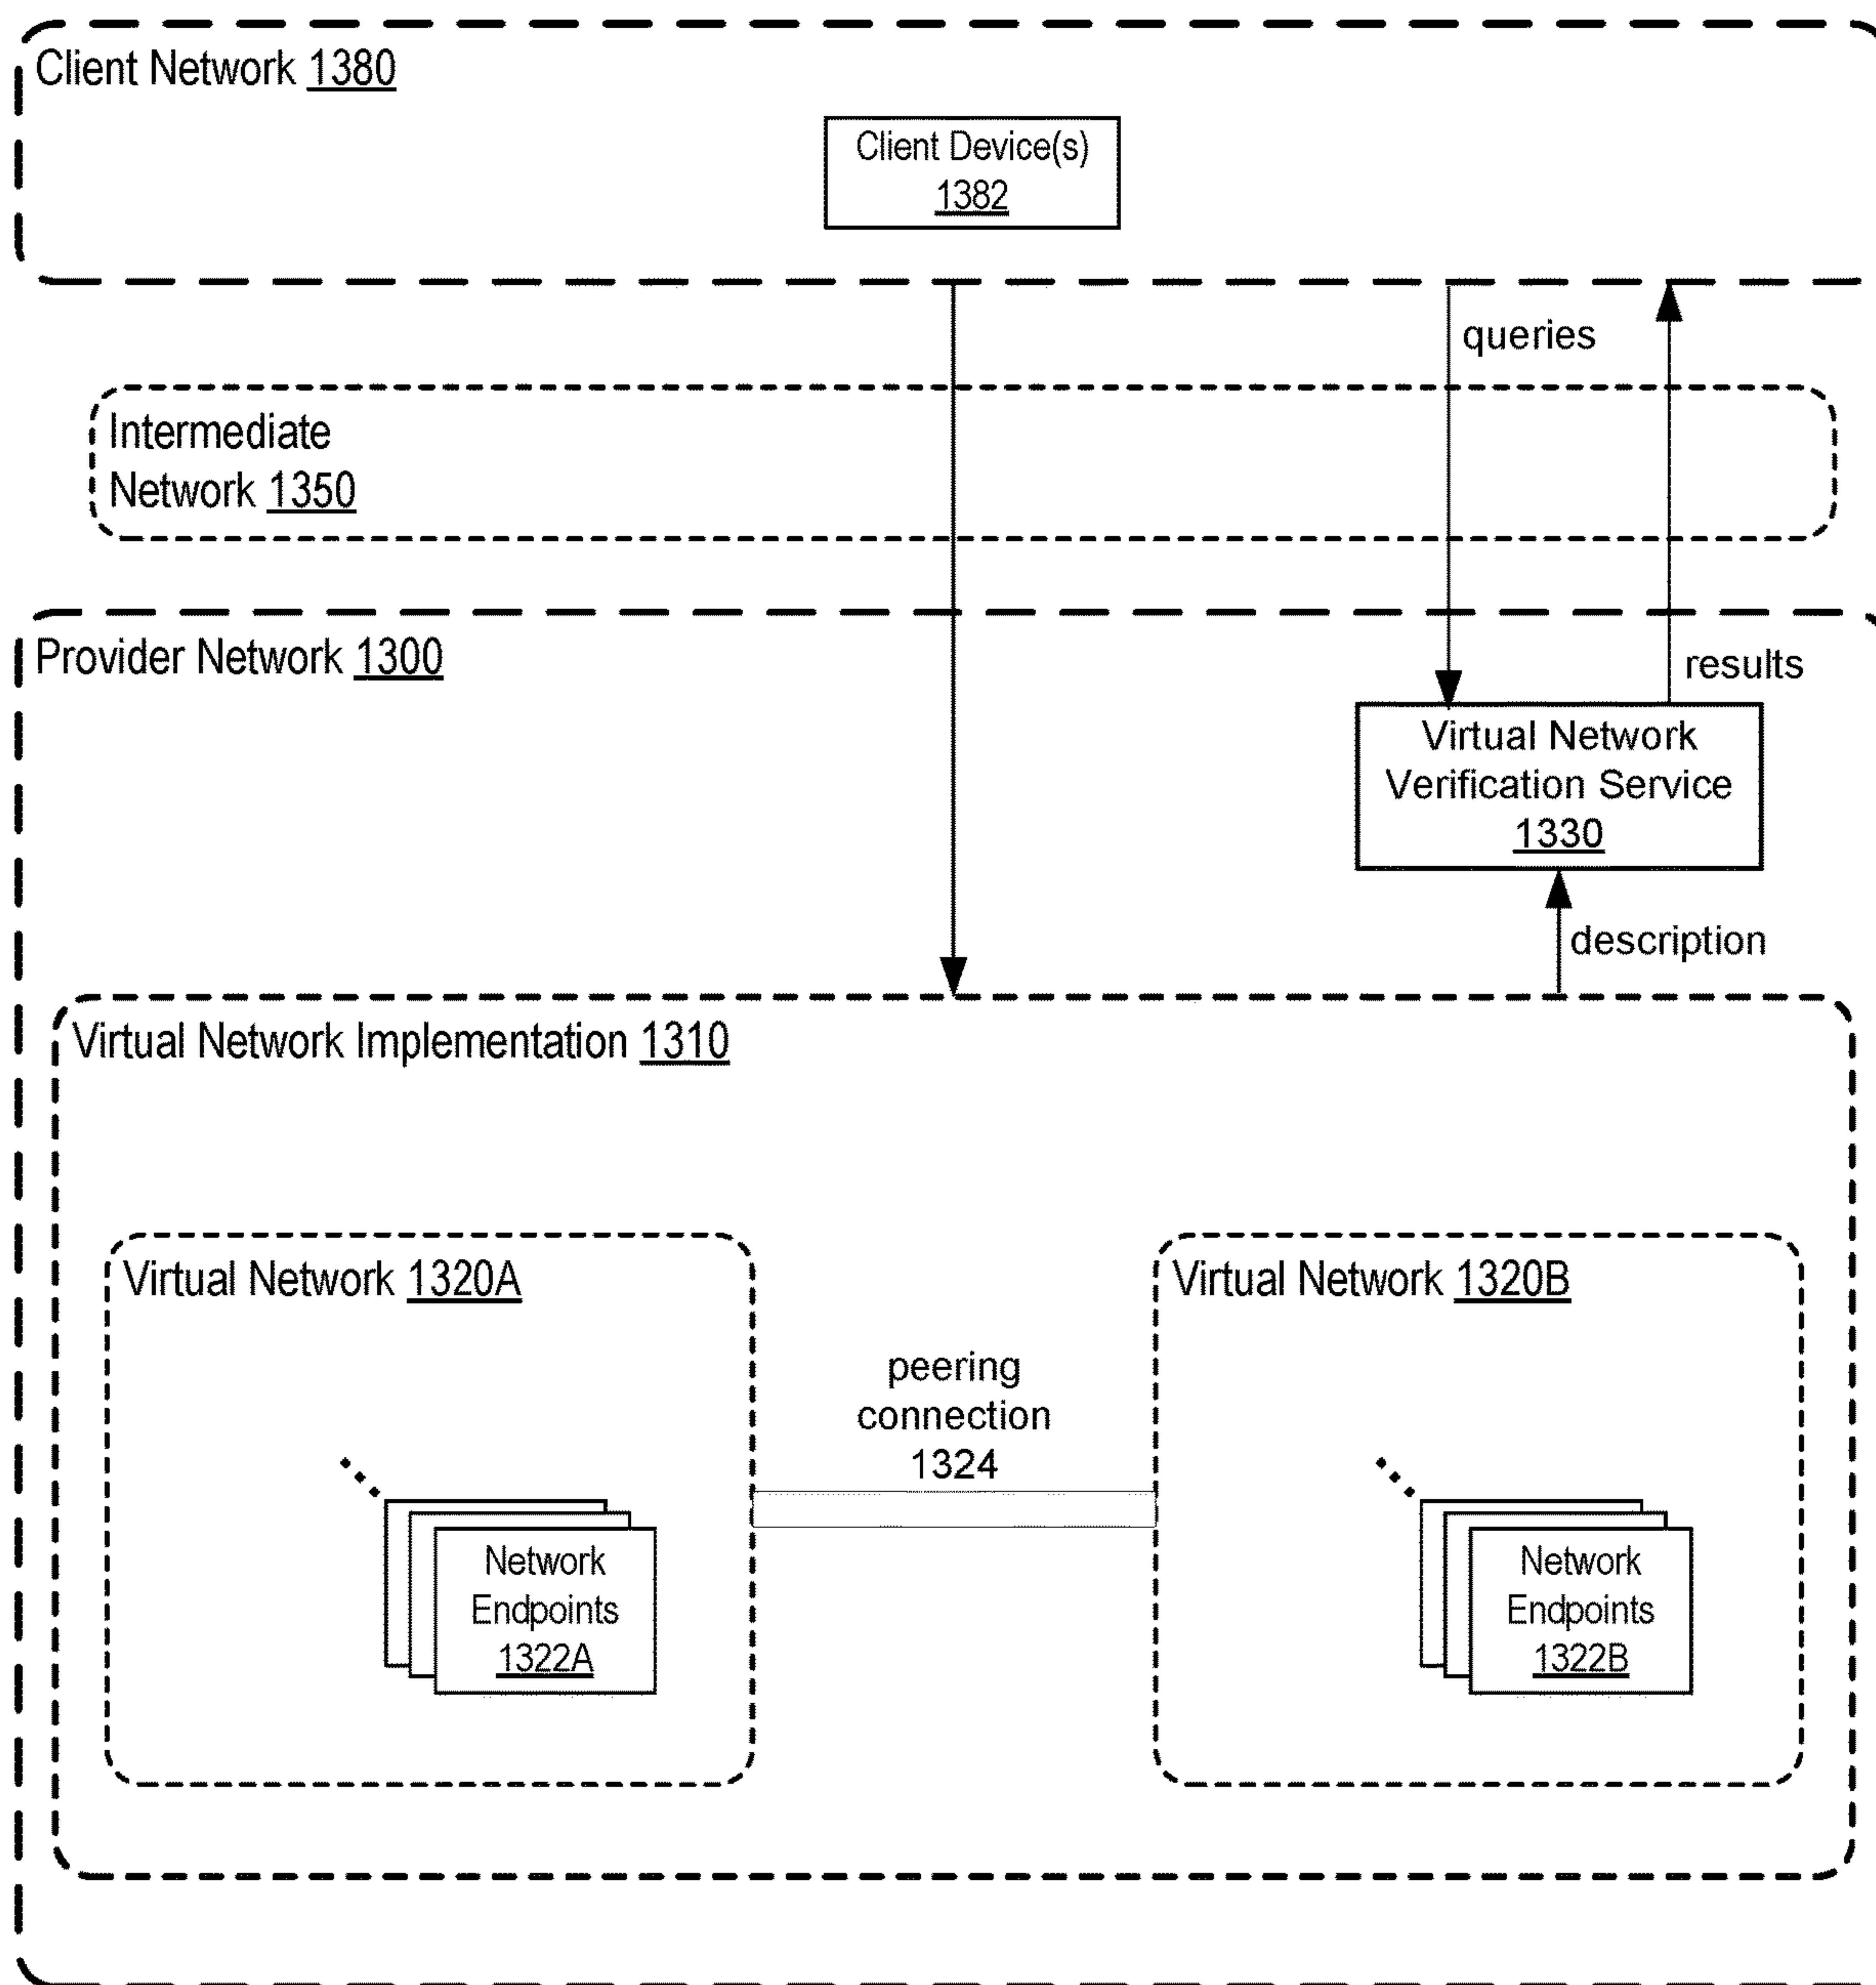 Client Network 1380
Client Device(s)
1382
queries
Intermediate
Network 1350
Provider Network 1300
results
Virtual Network
Verification Service
1330
description
Virtual Network Implementation 1310
Virtual Network 1320A
Virtual Network 1320B
peering
connection
1324
Network
Endpoints
1322A
Network
Endpoints
1322B